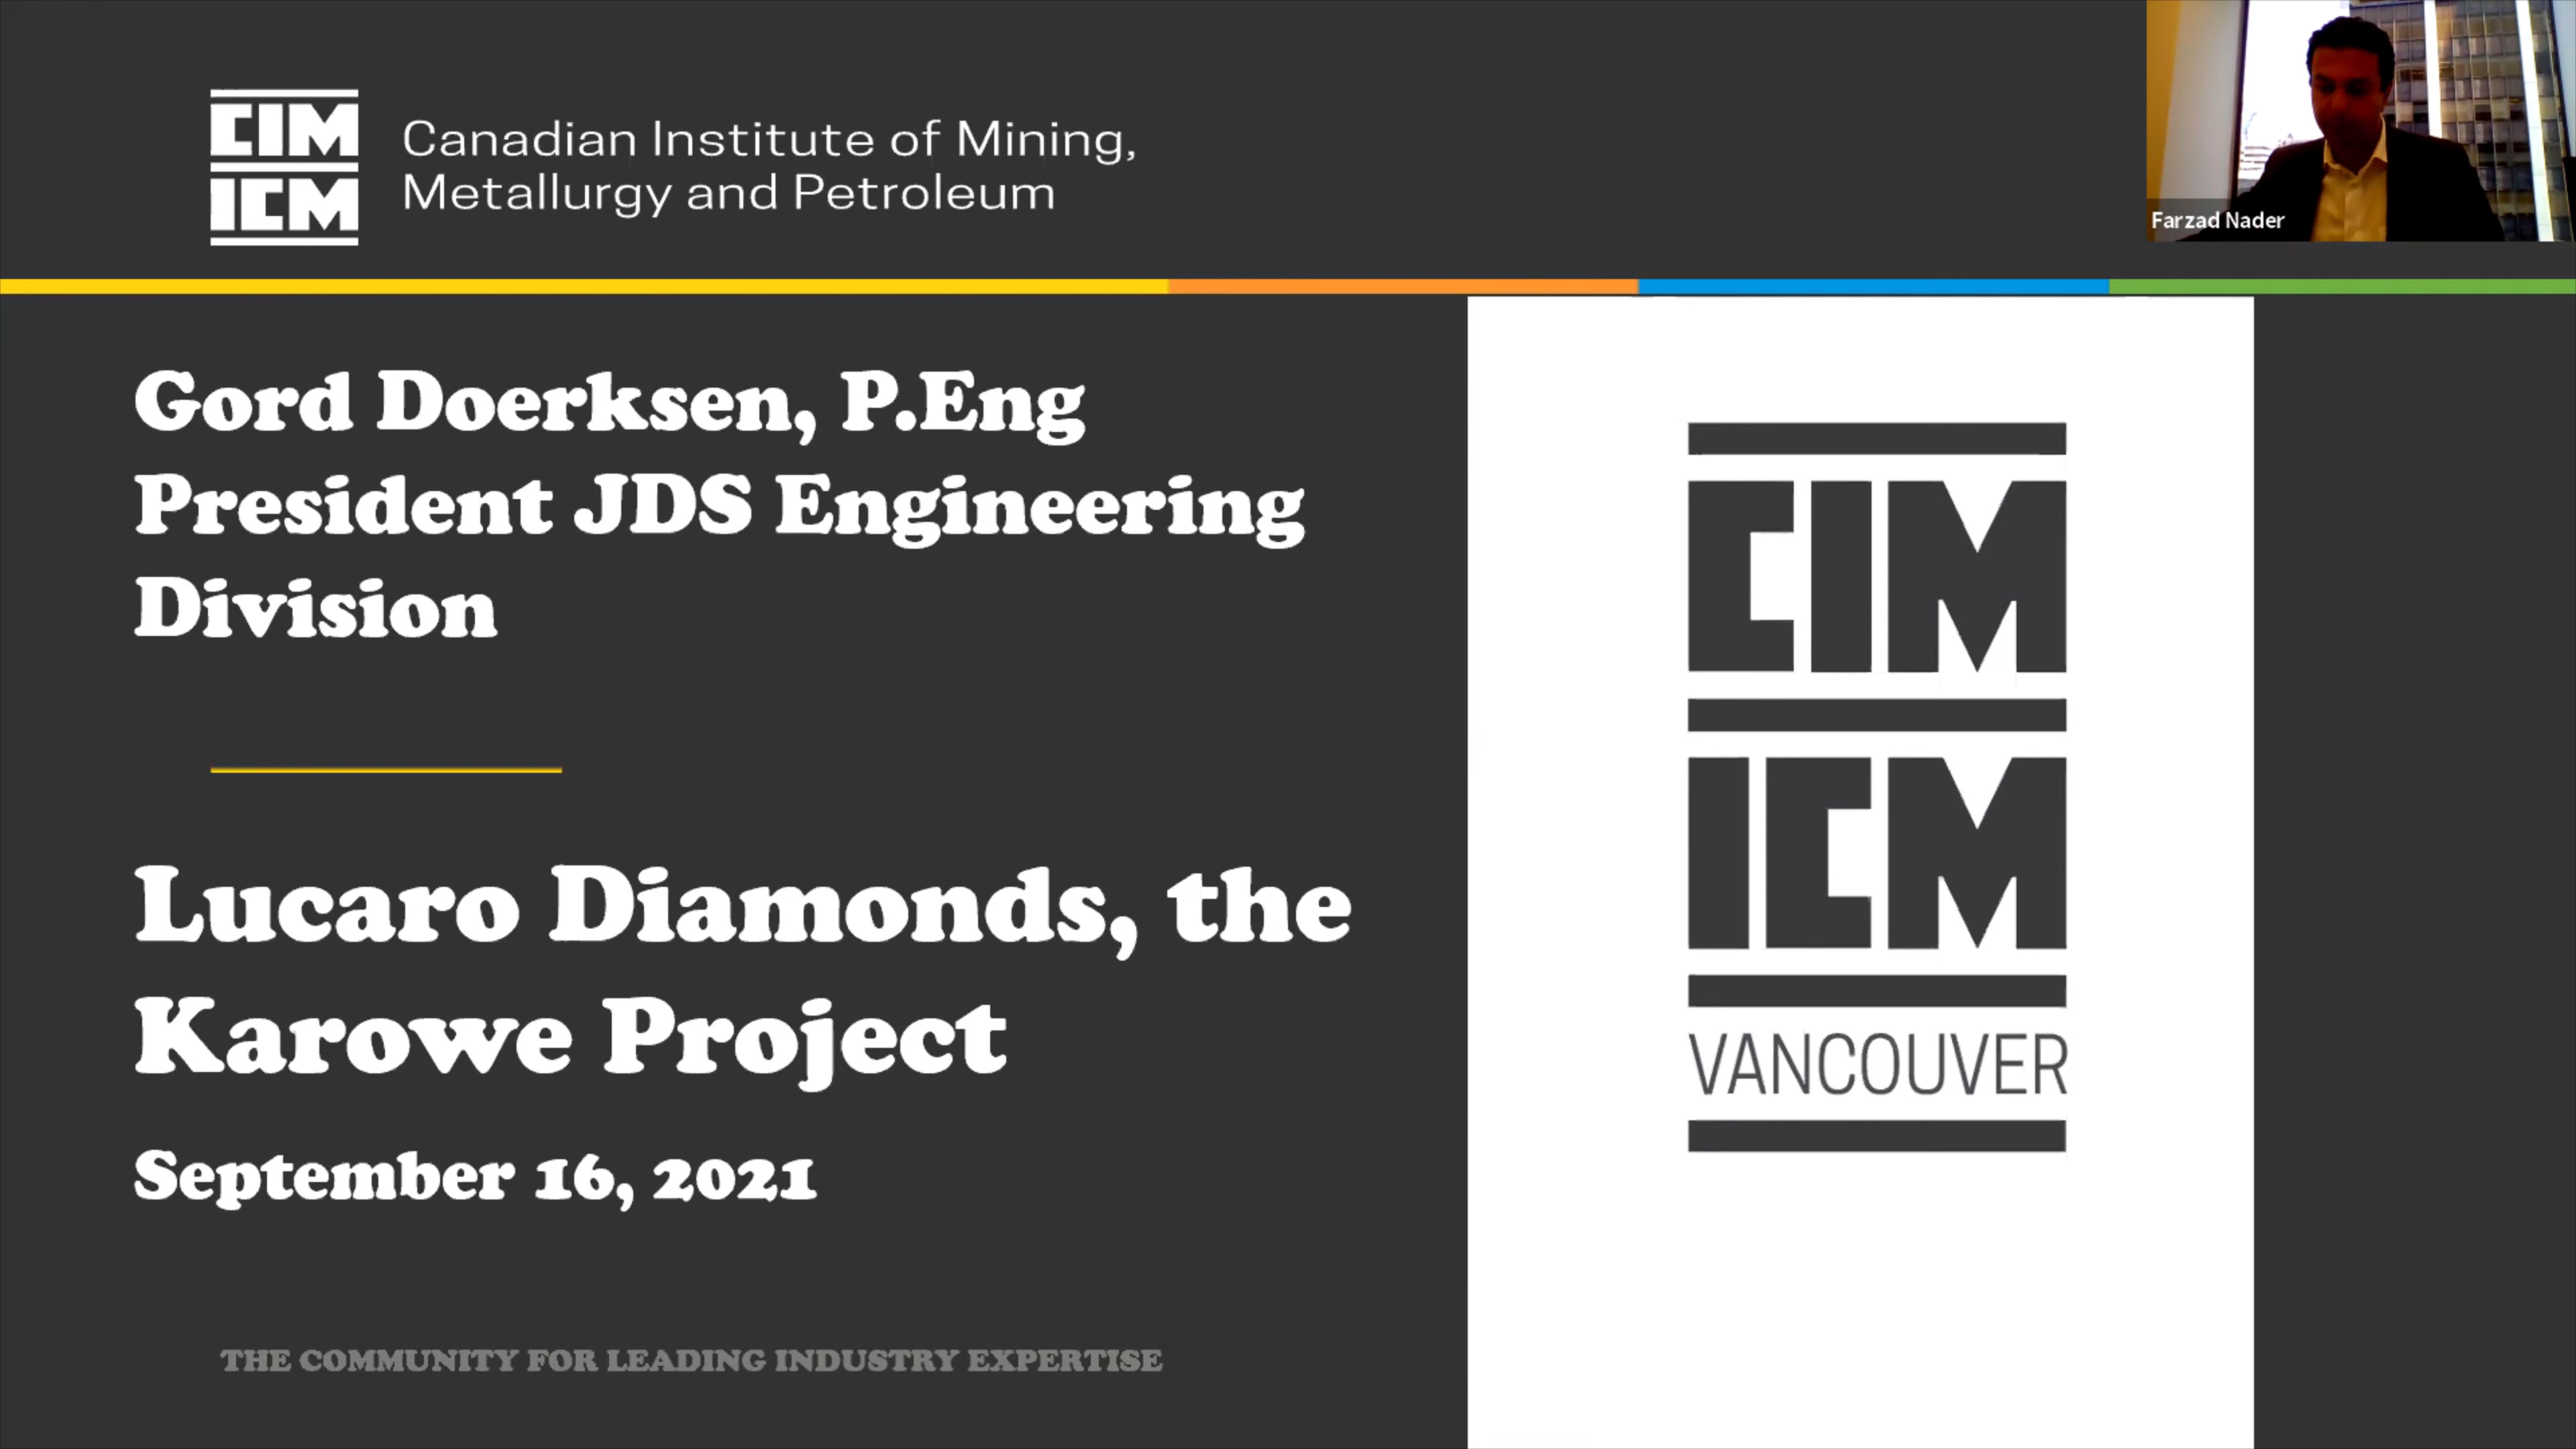 CIM
ICM
Canadian Institute of Mining,
Metallurgy and Petroleum
Farzad Nader
Gord Doerksen, P.Eng
President JDS Engineering
Division
Lucaro Diamonds, the
Karowe Project
September 16, 2021
THE COMMUNITY FOR LEADING INDUSTRY EXPERTISE
CIM
ICM
VANCOUVER